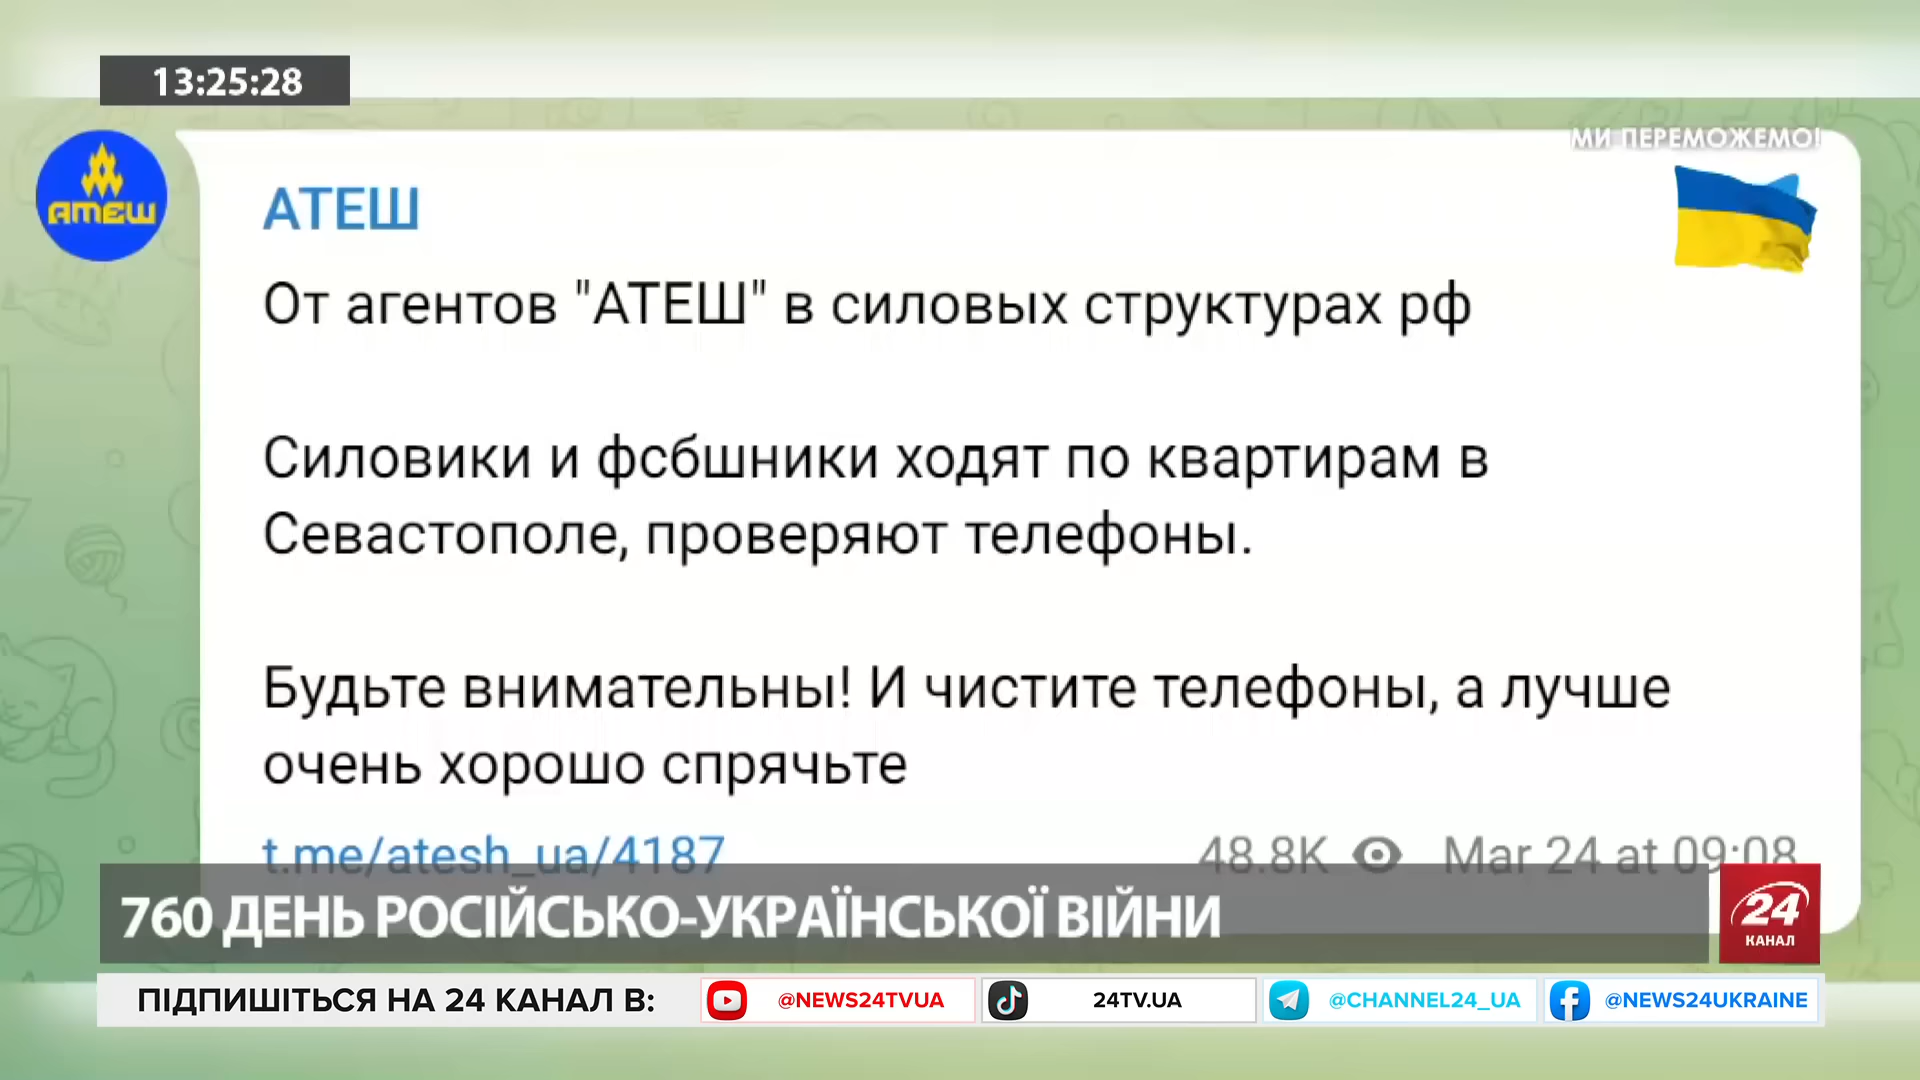 13:25:28
МИ ПЕРЕМОЖЕМО!
АТЕШ
АТЕШ
От агентов "АТЕШ" в силовых структурах рф
Силовики и фсбшники ходят по квартирам в
Севастополе, проверяют телефоны.
Будьте внимательны! И чистите телефоны, а лучше
очень хорошо спрячьте
t.me/atesh_ua/4187
48.8K Mar 24 at 09:08
760 ДЕНЬ РОСІЙСЬКО-УКРАЇНСЬКОЇ ВІЙНИ
24
КАНАЛ
ПІДПИШІТЬСЯ НА 24 КАНАЛ В: @NEWS24TVUA 24TV.UA @CHANNEL24_UA @NEWS24UKRAINE